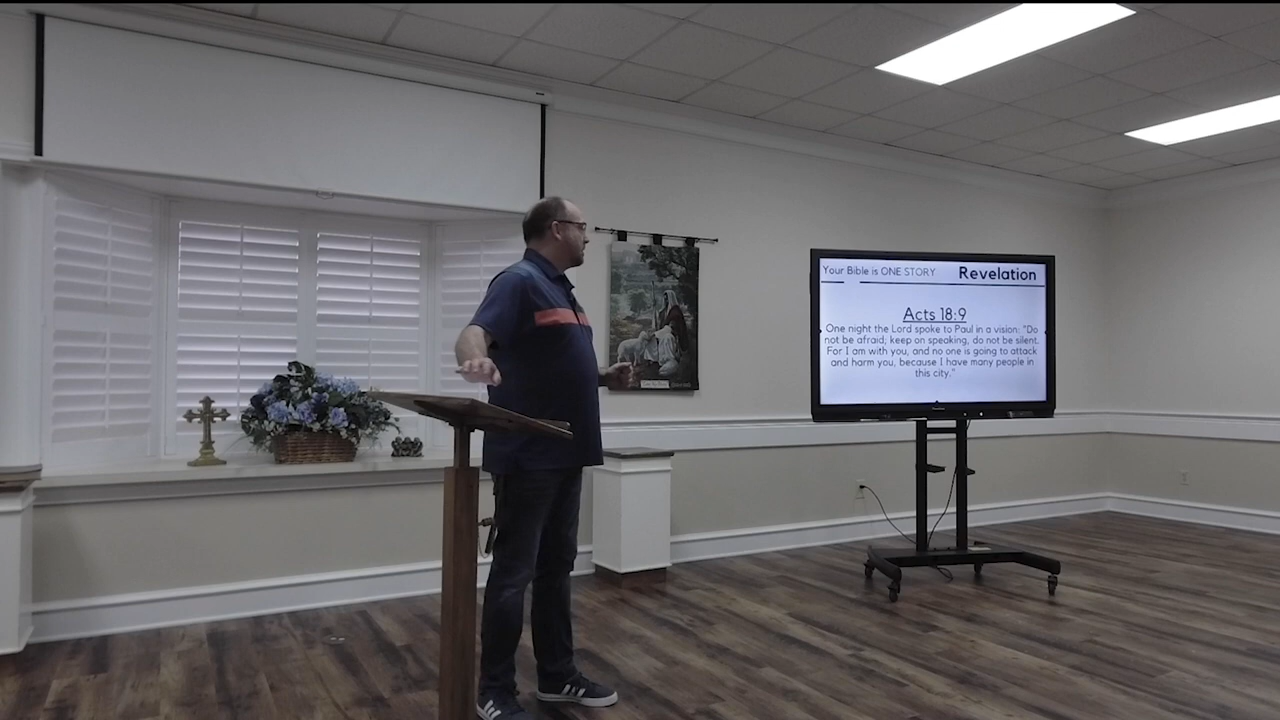 Your Bible is ONE STORY
Revelation
Acts 18:9
One night the Lord spoke to Paul in a vision: "Do
not be afraid; keep on speaking, do not be silent.
For I am with you, and no one is going to attack
and harm you, because I have many people in
this city."